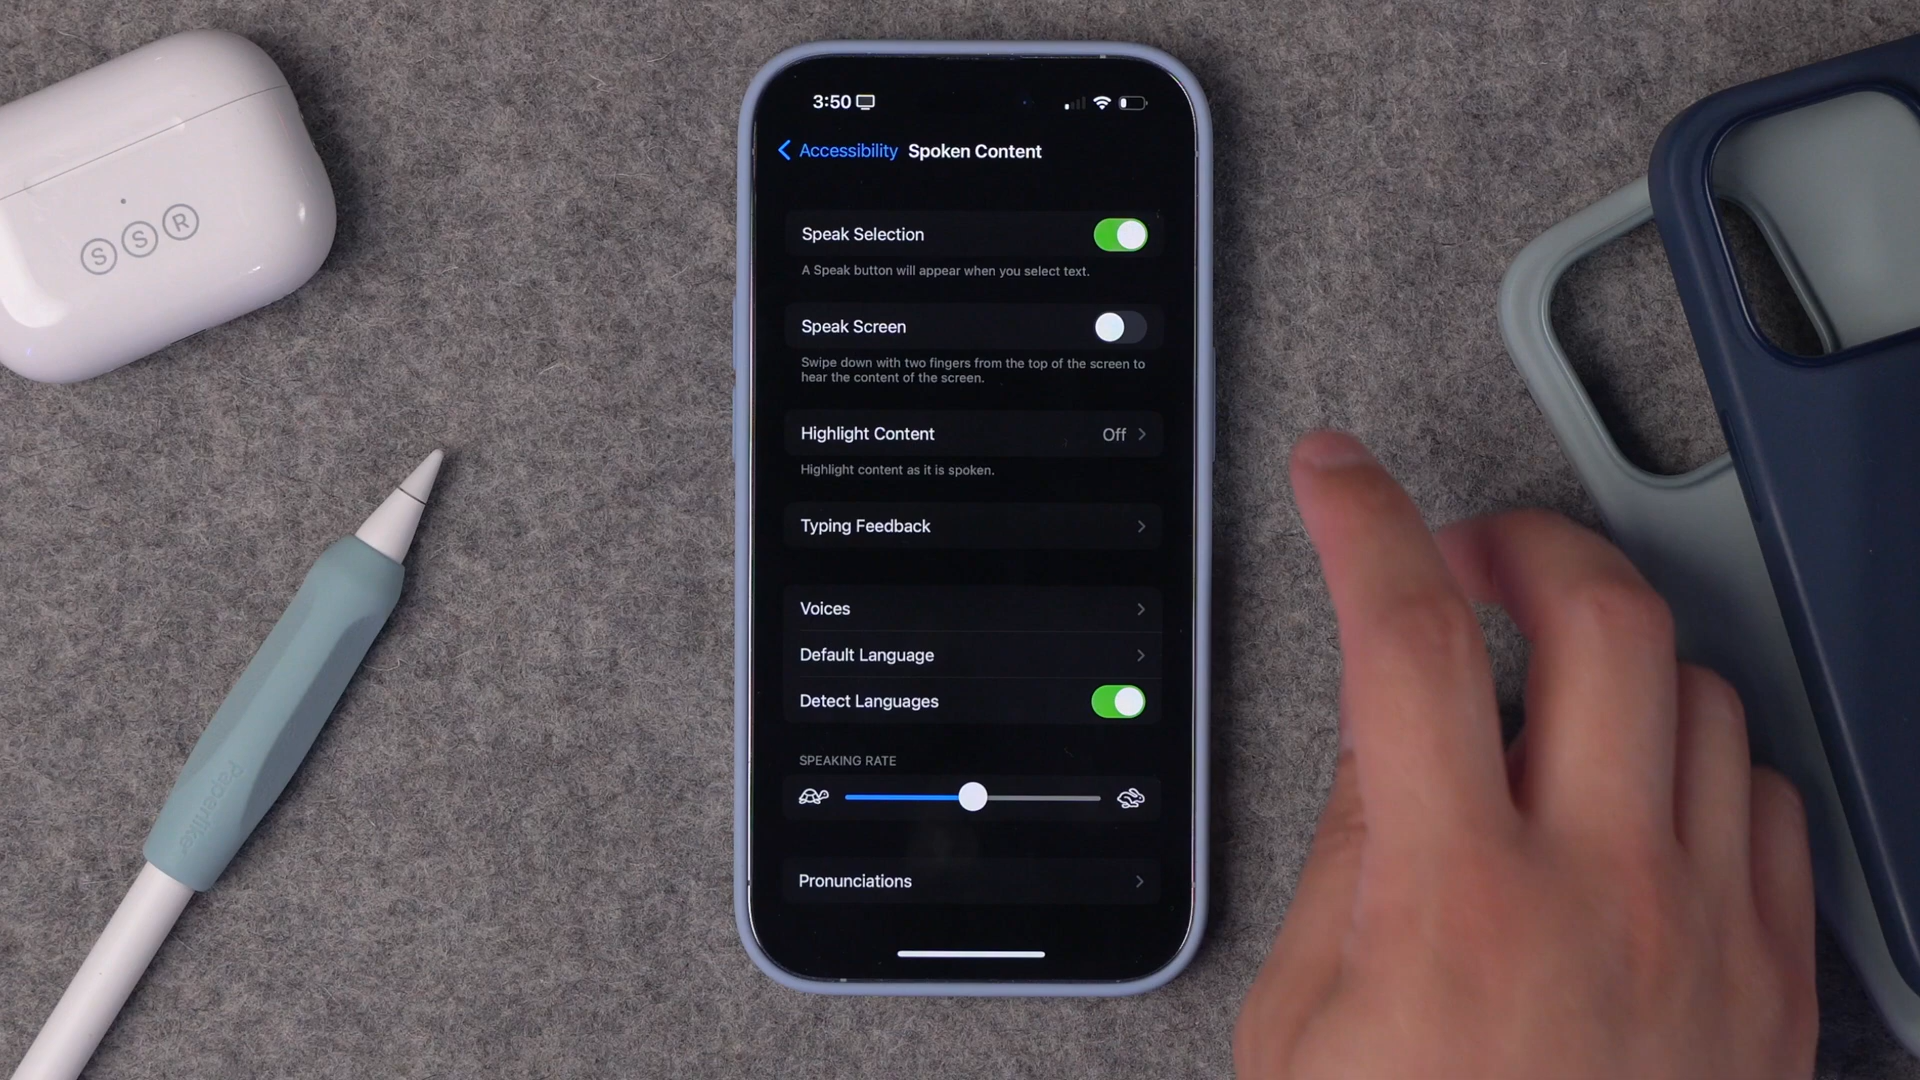 3:50
Accessibility Spoken Content
Speak Selection
A Speak button will appear when you select text.
Speak Screen
Swipe down with two fingers from the top of the screen to
hear the content of the screen.
Highlight Content Off
Highlight content as it is spoken.
Typing Feedback
Voices
Default Language
Detect Languages
SPEAKING RATE
Pronunciations
S S R
Paperlike